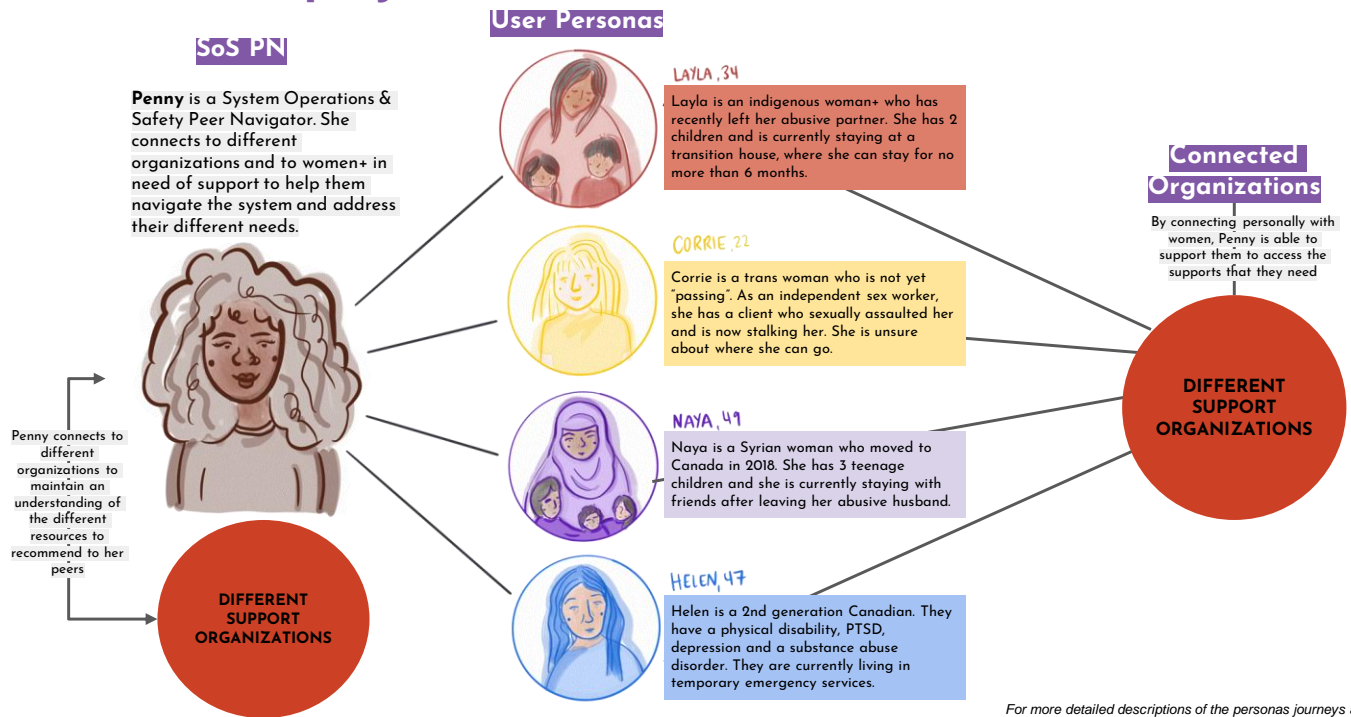 SoS PN
Penny is a System Operations &
Safety Peer Navigator. She
connects to different
organizations and to women+ in
need of support to help them
navigate the system and address
their different needs.
Penny connects to
different
organizations to
maintain an
understanding of
the different
resources to
recommend to her
peers
DIFFERENT
SUPPORT
ORGANIZATIONS
User Personas
LAYLA, 34
Layla is an indigenous woman+ who has
recently left her abusive partner. She has 2
children and is currently staying at a
transition house, where she can stay for no
more than 6 months.
CORRIE, 22
Corrie is a trans woman who is not yet
"passing". As an independent sex worker,
she has a client who sexually assaulted her
and is now stalking her. She is unsure
about where she can go.
NAYA, 49
Naya is a Syrian woman who moved to
Canada in 2018. She has 3 teenage
children and she is currently staying with
friends after leaving her abusive husband.
HELEN, 47
Helen is a 2nd generation Canadian. They
have a physical disability, PTSD,
depression and a substance abuse
disorder. They are currently living in
temporary emergency services.
Connected
Organizations
By connecting personally with
women, Penny is able to
support them to access the
supports that they need
DIFFERENT
SUPPORT
ORGANIZATIONS
For more detailed descriptions of the personas journeys